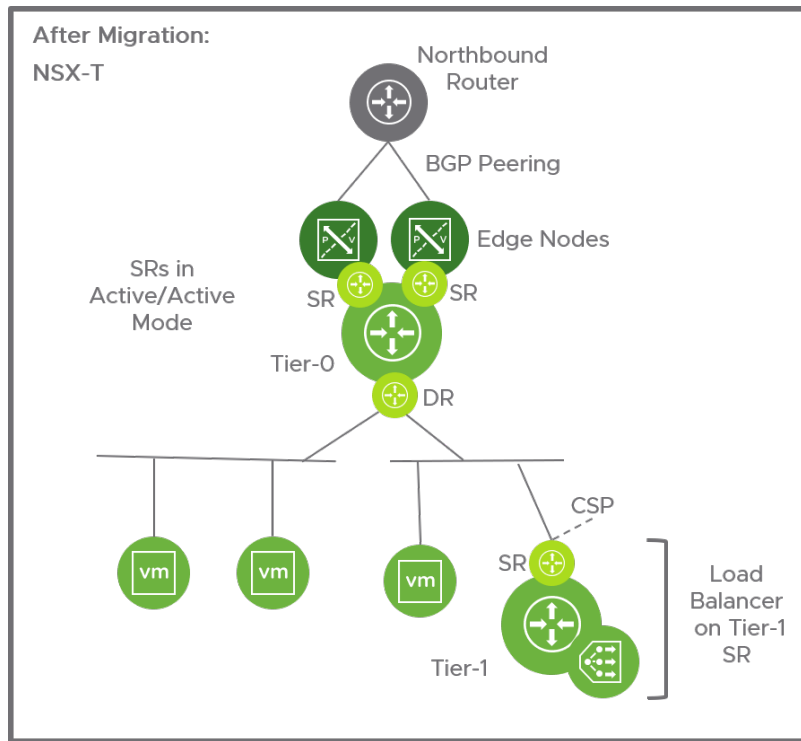 After Migration:
NSX-T
Northbound
Router
BGP Peering
P V
P V
Edge Nodes
SRs in
Active/Active
Mode
SR
SR
Tier-0
DR
CSP
vm
vm
vm
SR
Load
Balancer
on Tier-1
SR
Tier-1